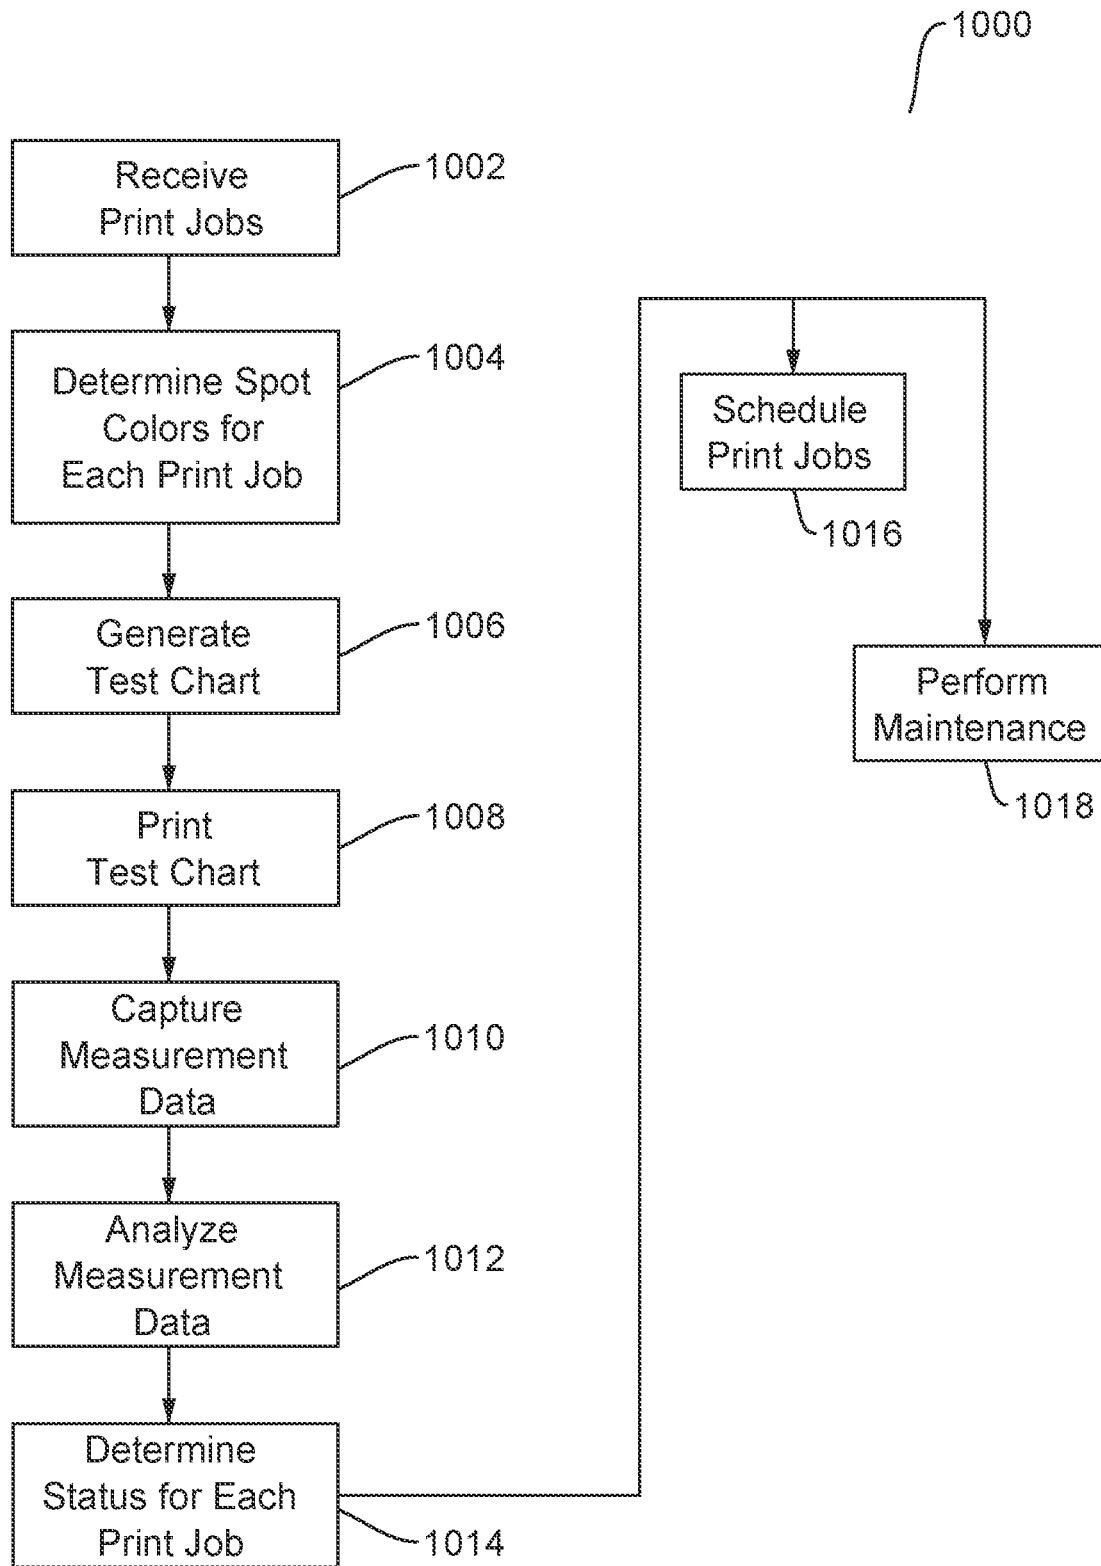 1000
Receive
Print Jobs
1002
Determine Spot
Colors for
Each Print Job
1004
Generate
Test Chart
1006
Print
Test Chart
1008
Capture
Measurement
Data
1010
Analyze
Measurement
Data
1012
Determine
Status for Each
Print Job
1014
Schedule
Print Jobs
1016
Perform
Maintenance
1018